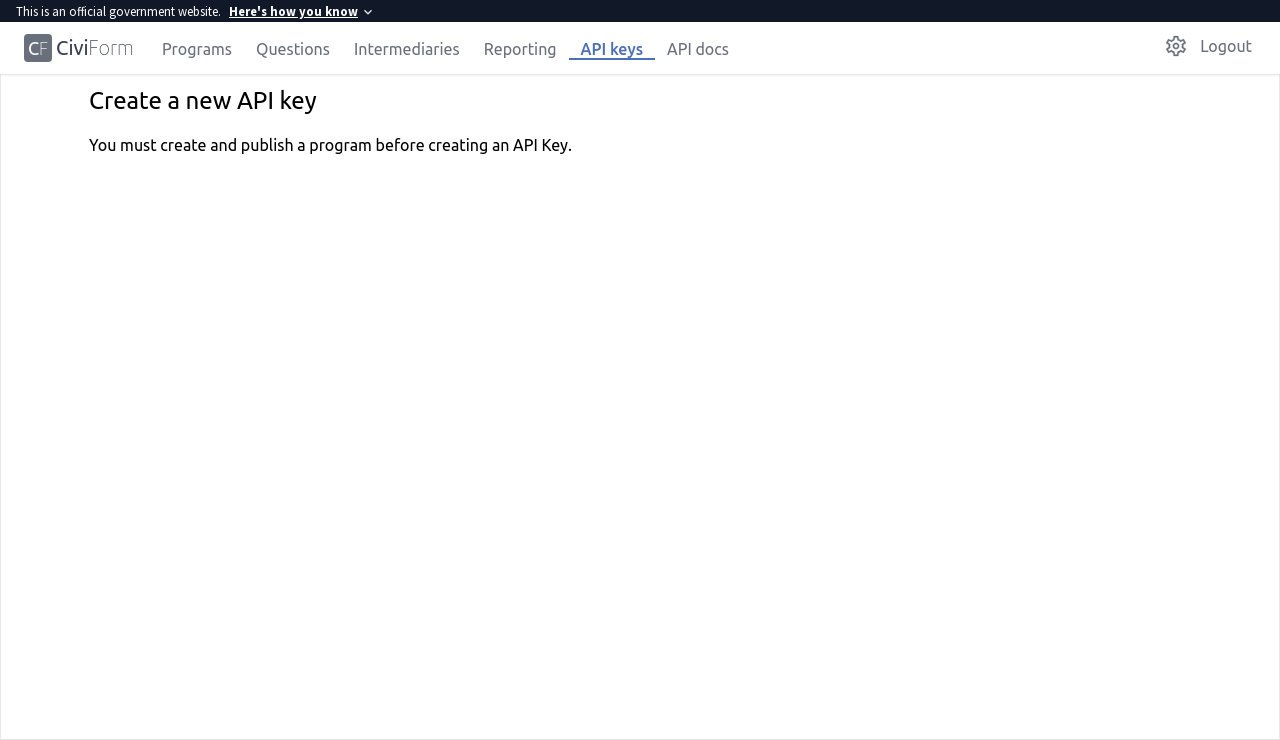 This is an official government website. Here's how you know
CF CiviForm Programs Questions Intermediaries Reporting API keys API docs Logout
Create a new API key
You must create and publish a program before creating an API Key.